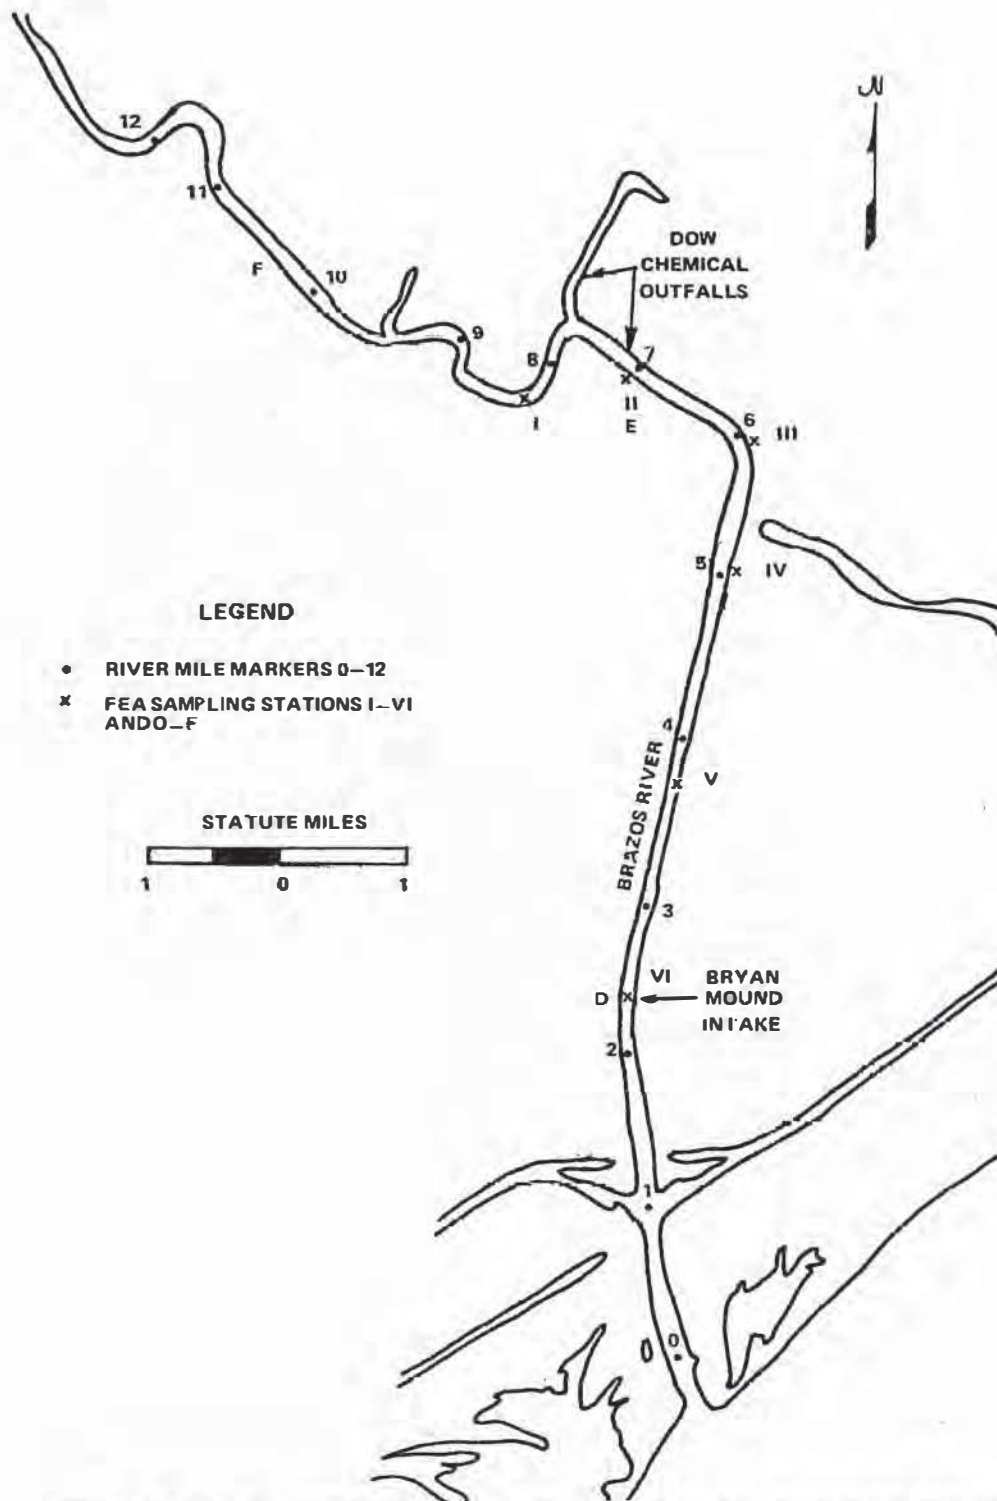 N
12
11
F
10
9
8
I
DOW
CHEMICAL
OUTFALLS
7
II
E
6
III
5
IV
LEGEND
• RIVER MILE MARKERS 0–12
x FEA SAMPLING STATIONS I–VI
ANDO–F
STATUTE MILES
1 0 1
4
V
BRAZOS RIVER
3
VI
D
BRYAN
MOUND
INTAKE
2
1
0